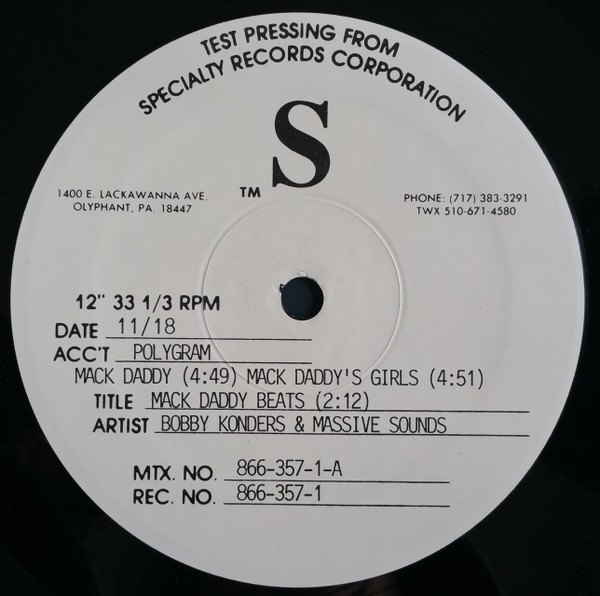 TEST PRESSING FROM
SPECIALTY RECORDS CORPORATION
S
TM
1400 E. LACKAWANNA AVE.
OLYPHANT, PA. 18447
PHONE: (717) 383-3291
TWX 510-671-4580
12" 33 1/3 RPM
DATE 11/18
ACC'T POLYGRAM
MACK DADDY (4:49) MACK DADDY'S GIRLS (4:51)
TITLE MACK DADDY BEATS (2:12)
ARTIST BOBBY KONDERS & MASSIVE SOUNDS
MTX. NO. 866-357-1-A
REC. NO. 866-357-1